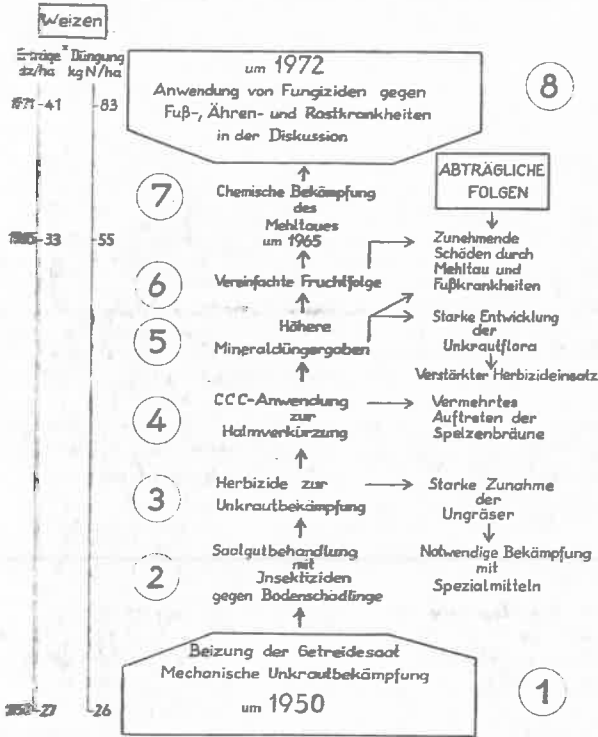 Weizen
Erträge* Düngung
dz/ha kg N/ha
1971 -41 -83
-33 -55
-27 -26
um 1972
Anwendung von Fungiziden gegen
Fuß-, Ähren- und Rostkrankheiten
in der Diskussion
8
7
Chemische Bekämpfung
des
Mehltaues
um 1965
6
Vereinfachte Fruchtfolge
5
Höhere
Mineraldüngergaben
4
CCC-Anwendung
zur
Halmverkürzung
3
Herbizide zur
Unkrautbekämpfung
2
Saatgutbehandlung
mit
Insektiziden
gegen Bodenschädlinge
Beizung der Getreidesaat
Mechanische Unkrautbekämpfung
um 1950
1
ABTRÄGLICHE
FOLGEN
Zunehmende
Schäden durch
Mehltau und
Fußkrankheiten
Starke Entwicklung
der
Unkrautflora
Verstärkter Herbizideinsatz
Vermehrtes
Auftreten der
Spelzenbräune
Starke Zunahme
der
Ungräser
Notwendige Bekämpfung
mit
Spezialmitteln